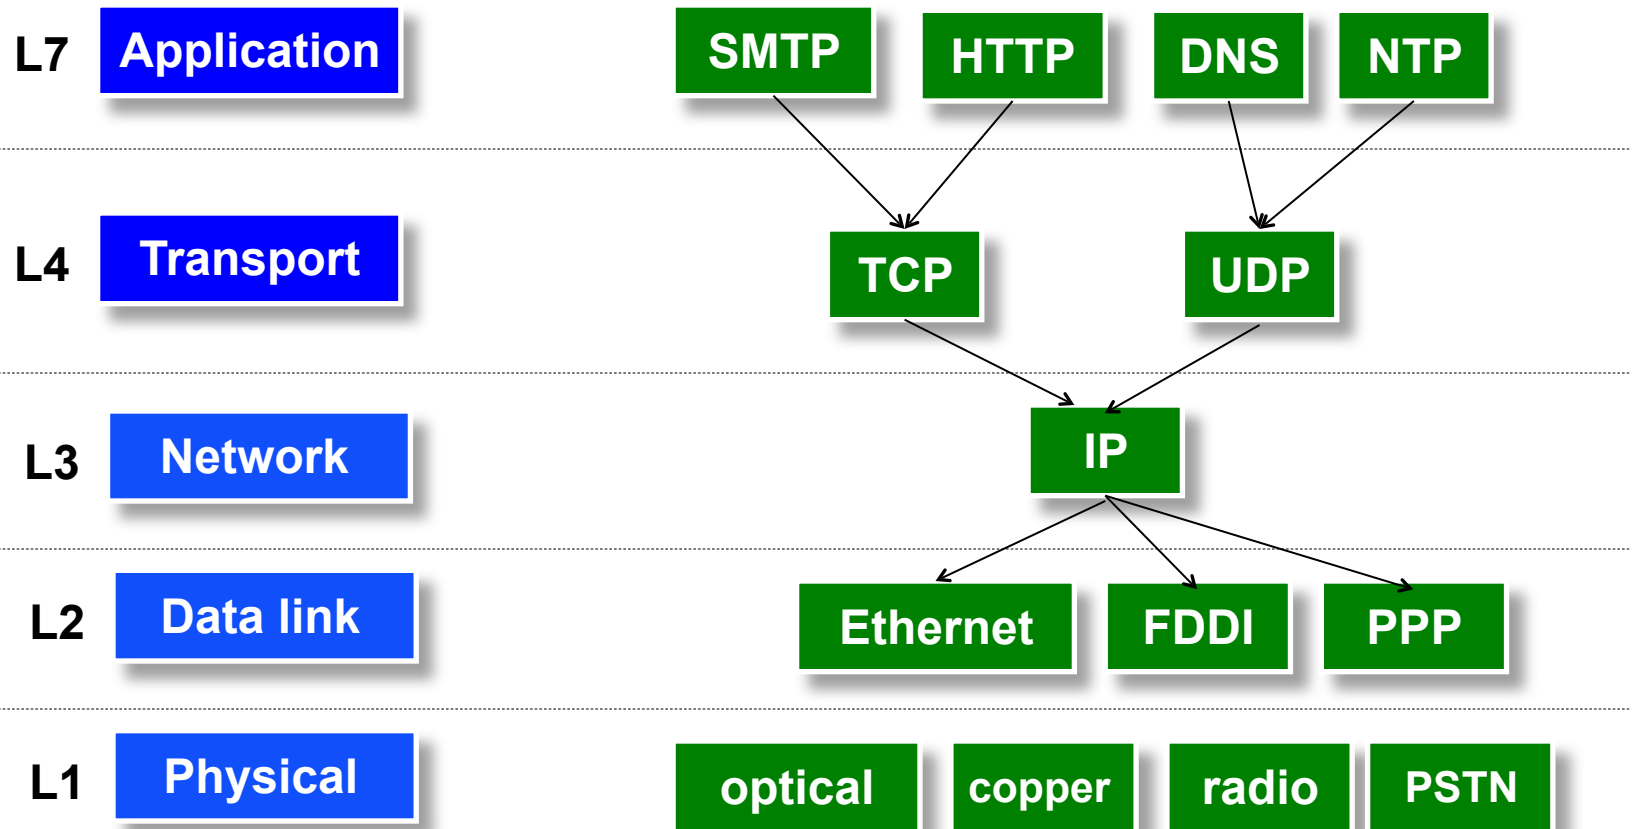 L7 Application SMTP HTTP DNS NTP
L4 Transport TCP UDP
L3 Network IP
L2 Data link Ethernet FDDI PPP
L1 Physical optical copper radio PSTN